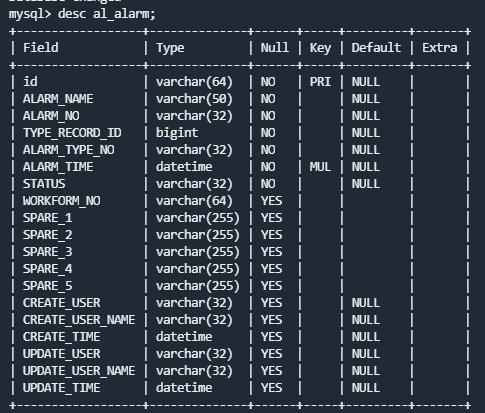 mysql> desc al_alarm;
+------------------+--------------+------+-----+---------+-------+
| Field            | Type         | Null | Key | Default | Extra |
+------------------+--------------+------+-----+---------+-------+
| id               | varchar(64)  | NO   | PRI | NULL    |       |
| ALARM_NAME       | varchar(50)  | NO   |     | NULL    |       |
| ALARM_NO         | varchar(32)  | NO   |     | NULL    |       |
| TYPE_RECORD_ID   | bigint       | NO   |     | NULL    |       |
| ALARM_TYPE_NO    | varchar(32)  | NO   |     | NULL    |       |
| ALARM_TIME       | datetime     | NO   | MUL | NULL    |       |
| STATUS           | varchar(32)  | NO   |     | NULL    |       |
| WORKFORM_NO      | varchar(64)  | YES  |     |         |       |
| SPARE_1          | varchar(255) | YES  |     |         |       |
| SPARE_2          | varchar(255) | YES  |     |         |       |
| SPARE_3          | varchar(255) | YES  |     |         |       |
| SPARE_4          | varchar(255) | YES  |     |         |       |
| SPARE_5          | varchar(255) | YES  |     |         |       |
| CREATE_USER      | varchar(32)  | YES  |     | NULL    |       |
| CREATE_USER_NAME | varchar(32)  | YES  |     | NULL    |       |
| CREATE_TIME      | datetime     | YES  |     | NULL    |       |
| UPDATE_USER      | varchar(32)  | YES  |     | NULL    |       |
| UPDATE_USER_NAME | varchar(32)  | YES  |     | NULL    |       |
| UPDATE_TIME      | datetime     | YES  |     | NULL    |       |
+------------------+--------------+------+-----+---------+-------+